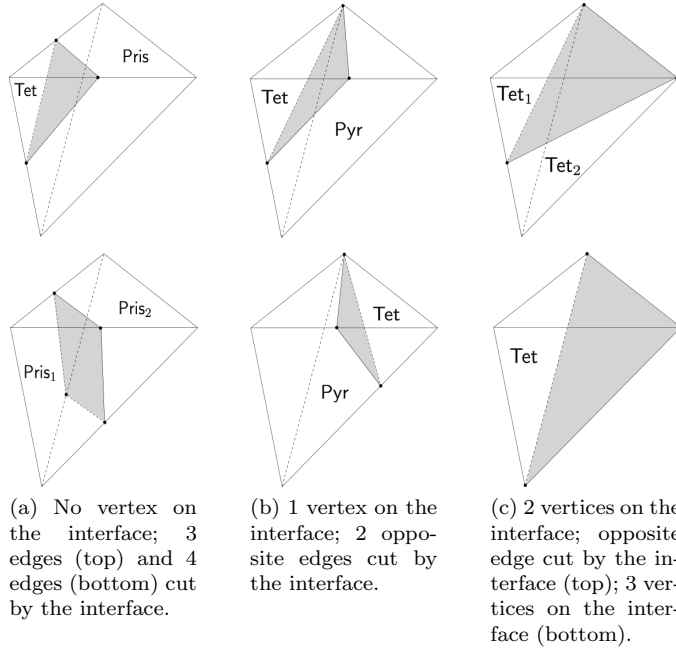 Pris
Tet
Tet
Pyr
Tet₁
Tet₂
Pris₂
Pris₁
Tet
Pyr
Tet
(a) No vertex on
the interface; 3
edges (top) and 4
edges (bottom) cut
by the interface.
(b) 1 vertex on the
interface; 2 oppo-
site edges cut by
the interface.
(c) 2 vertices on the
interface; opposite
edge cut by the in-
terface (top); 3 ver-
tices on the inter-
face (bottom).